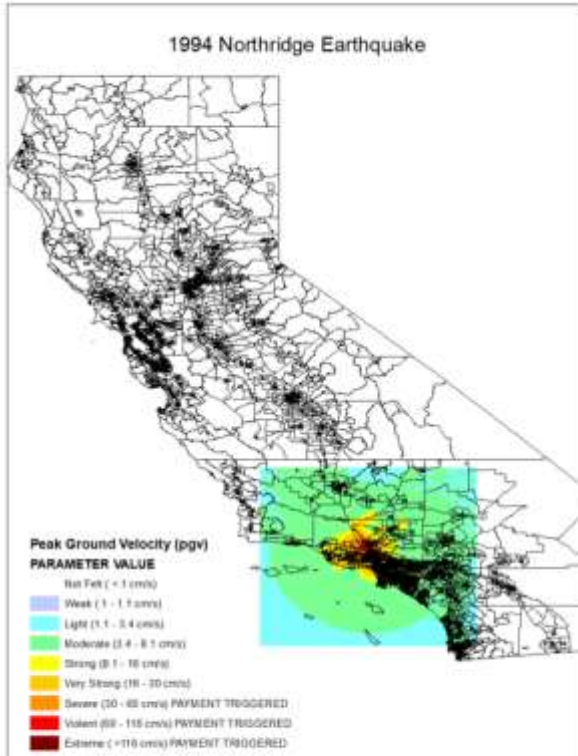 1994 Northridge Earthquake
Peak Ground Velocity (pgv)
PARAMETER VALUE
Not Felt ( < .1 cm/s)
Weak (.1 - 1.1 cm/s)
Light (1.1 - 3.4 cm/s)
Moderate (3.4 - 8.1 cm/s)
Strong (8.1 - 16 cm/s)
Very Strong (16 - 30 cm/s)
Severe (30 - 60 cm/s) PAYMENT TRIGGERED
Violent (60 - 116 cm/s) PAYMENT TRIGGERED
Extreme ( >116 cm/s) PAYMENT TRIGGERED